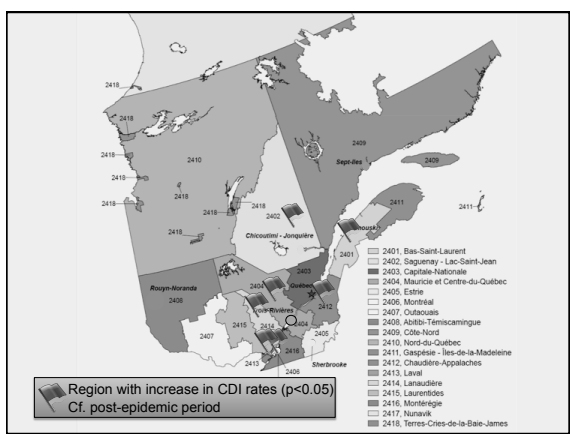 2418
2418
2409
2418
2410
Sept-Iles
2409
2418
2418
2411
2418
2402
2411
2418
Chicoutimi - Jonquière
2401
2403
Rouyn-Noranda
2404
Québec
2408
2412
Trois-Rivières
2415
2414
2404
2407
2405
2413
2416
Sherbrooke
2406
2401, Bas-Saint-Laurent
2402, Saguenay - Lac-Saint-Jean
2403, Capitale-Nationale
2404, Mauricie et Centre-du-Québec
2405, Estrie
2406, Montréal
2407, Outaouais
2408, Abitibi-Témiscamingue
2409, Côte-Nord
2410, Nord-du-Québec
2411, Gaspésie - Îles-de-la-Madeleine
2412, Chaudière-Appalaches
2413, Laval
2414, Lanaudière
2415, Laurentides
2416, Montérégie
2417, Nunavik
2418, Terres-Cries-de-la-Baie-James
Region with increase in CDI rates (p<0.05)
Cf. post-epidemic period